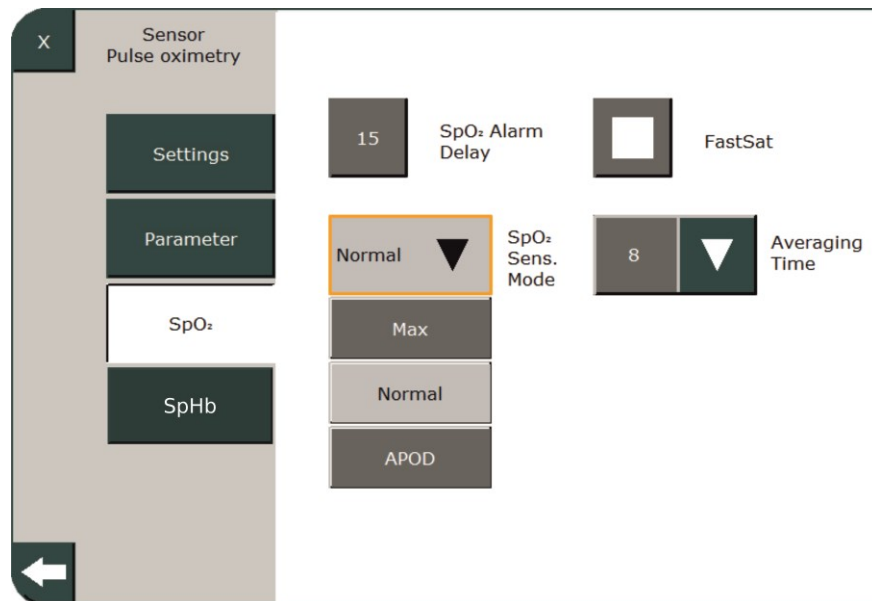 X
Sensor
Pulse oximetry
Settings
Parameter
SpO₂
SpHb
15
SpO₂ Alarm
Delay
FastSat
Normal
SpO₂
Sens.
Mode
8
Averaging
Time
Max
Normal
APOD